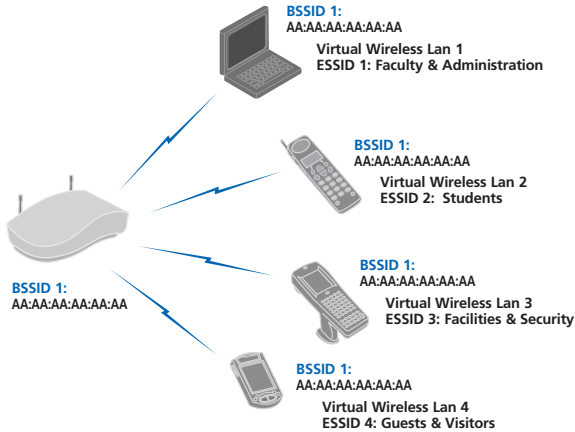 BSSID 1:
AA:AA:AA:AA:AA:AA
Virtual Wireless Lan 1
ESSID 1: Faculty & Administration
BSSID 1:
AA:AA:AA:AA:AA:AA
Virtual Wireless Lan 2
ESSID 2: Students
BSSID 1:
AA:AA:AA:AA:AA:AA
BSSID 1:
AA:AA:AA:AA:AA:AA
Virtual Wireless Lan 3
ESSID 3: Facilities & Security
BSSID 1:
AA:AA:AA:AA:AA:AA
Virtual Wireless Lan 4
ESSID 4: Guests & Visitors